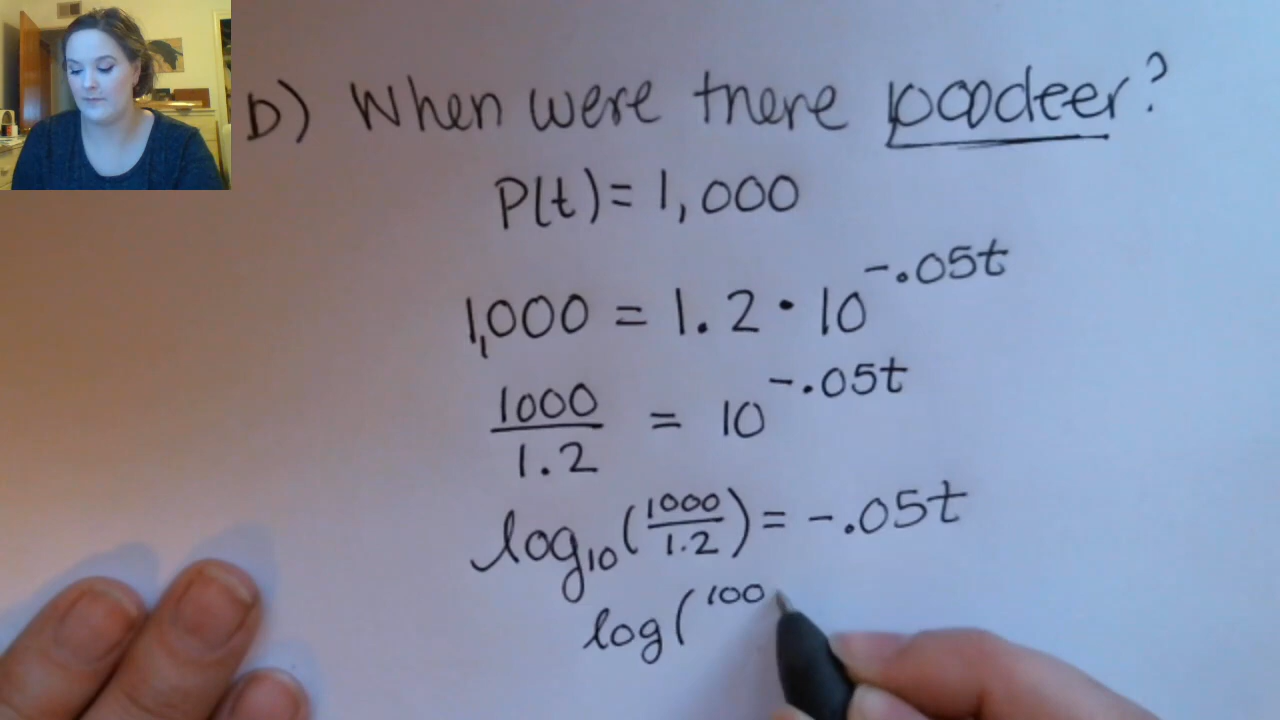 D) When were there 1000 deer?
P(t) = 1,000
1,000 = 1.2 · 10^-.05t
1000/1.2 = 10^-.05t
log₁₀(1000/1.2) = -.05t
log(100